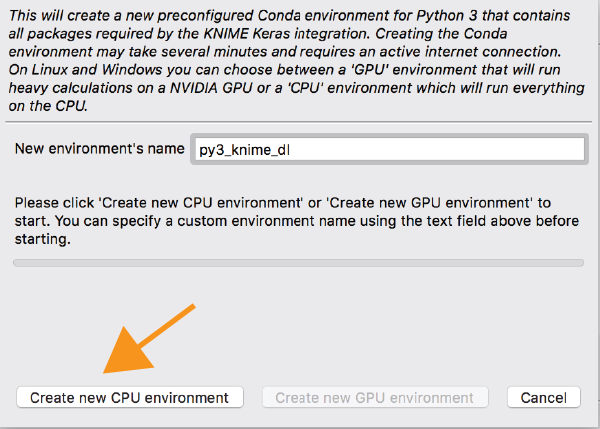 This will create a new preconfigured Conda environment for Python 3 that contains
all packages required by the KNIME Keras integration. Creating the Conda
environment may take several minutes and requires an active internet connection.
On Linux and Windows you can choose between a 'GPU' environment that will run
heavy calculations on a NVIDIA GPU or a 'CPU' environment which will run everything
on the CPU.
New environment's name py3_knime_dl
Please click 'Create new CPU environment' or 'Create new GPU environment' to
start. You can specify a custom environment name using the text field above before
starting.
Create new CPU environment Create new GPU environment Cancel